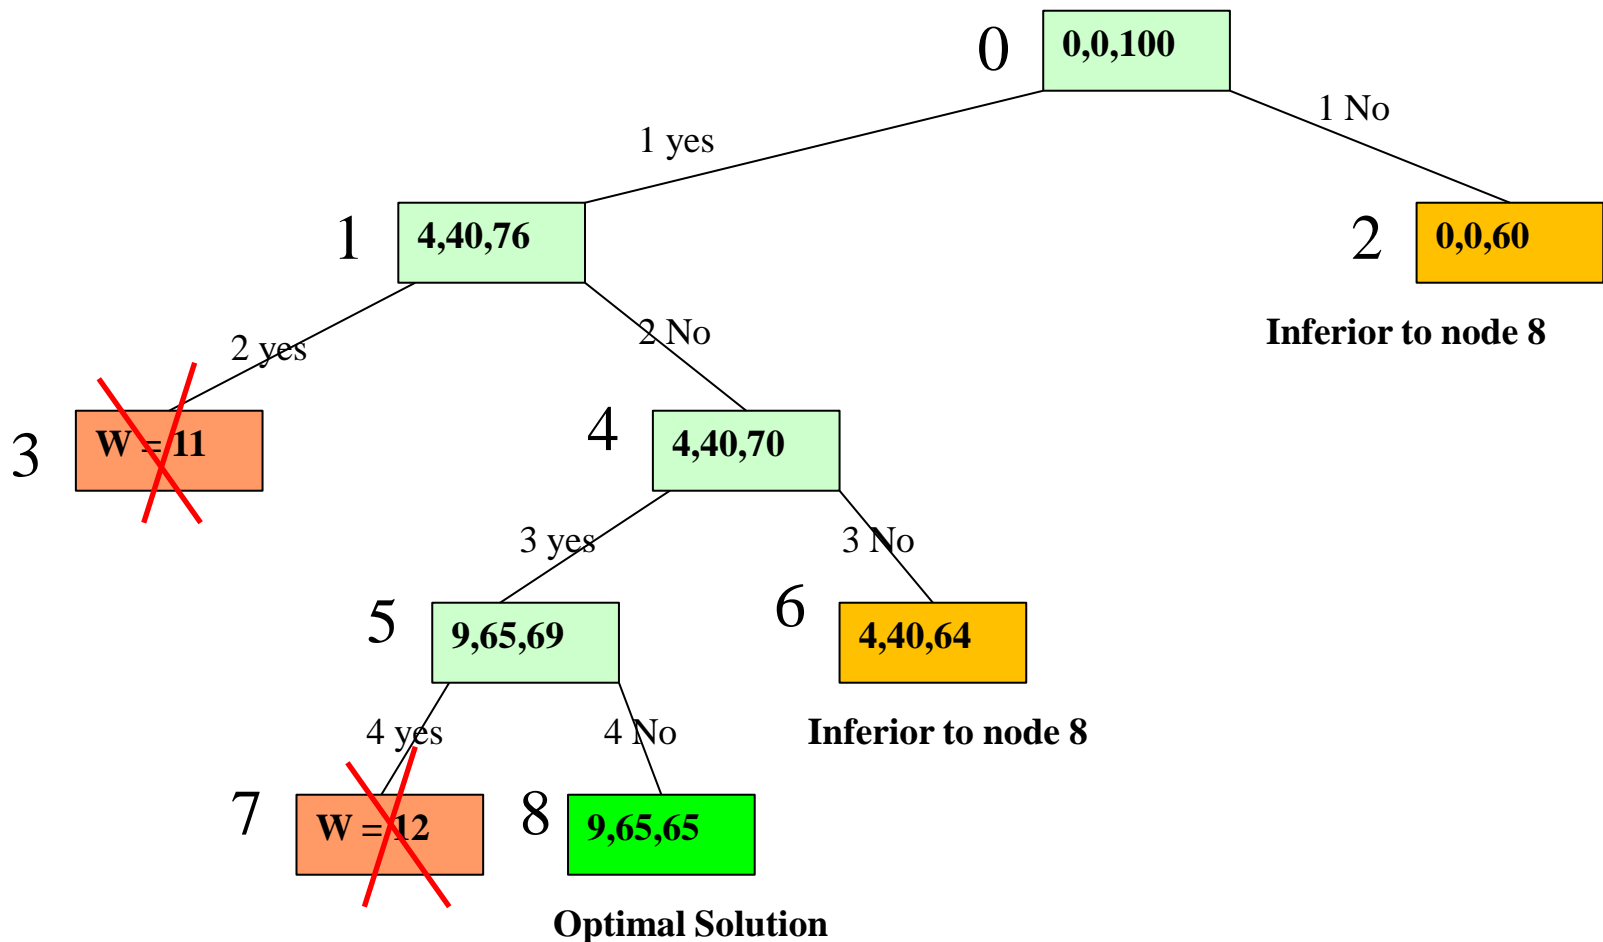 0
0,0,100
1 yes
1 No
1
4,40,76
2
0,0,60
Inferior to node 8
2 yes
2 No
3
W = 11
4
4,40,70
3 yes
3 No
5
9,65,69
6
4,40,64
4 yes
4 No
Inferior to node 8
7
W = 12
8
9,65,65
Optimal Solution